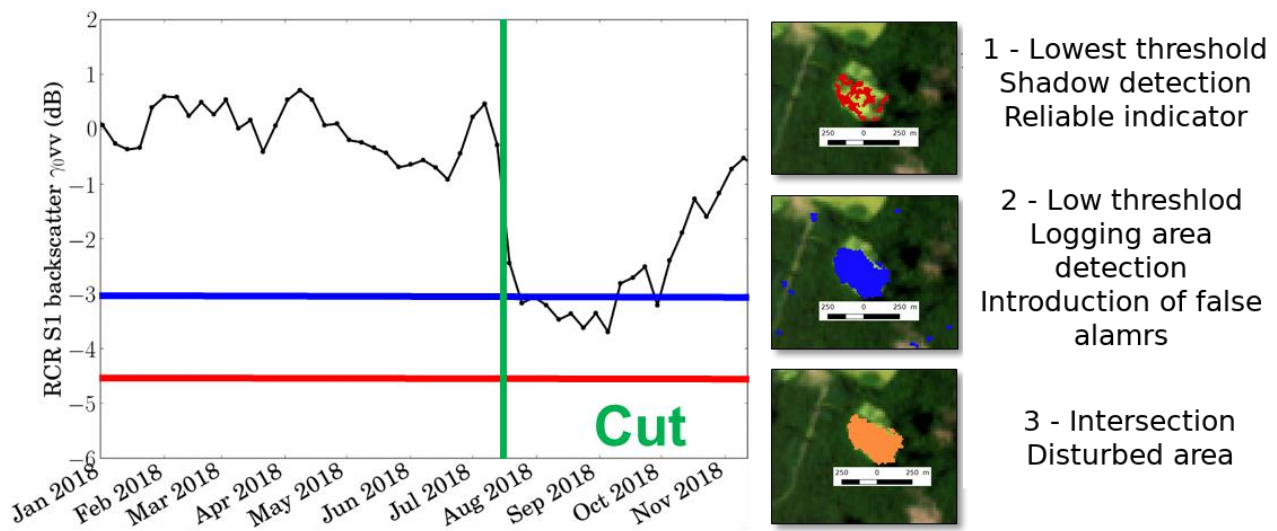 2
1
0
−1
−2
−3
−4
−5
−6
RCR S1 backscatter γ₀vv (dB)
Cut
Jan 2018
Feb 2018
Mar 2018
Apr 2018
May 2018
Jun 2018
Jul 2018
Aug 2018
Sep 2018
Oct 2018
Nov 2018
250 0 250 m
1 - Lowest threshold
Shadow detection
Reliable indicator
250 0 250 m
2 - Low threshlod
Logging area
detection
Introduction of false
alamrs
250 0 250 m
3 - Intersection
Disturbed area